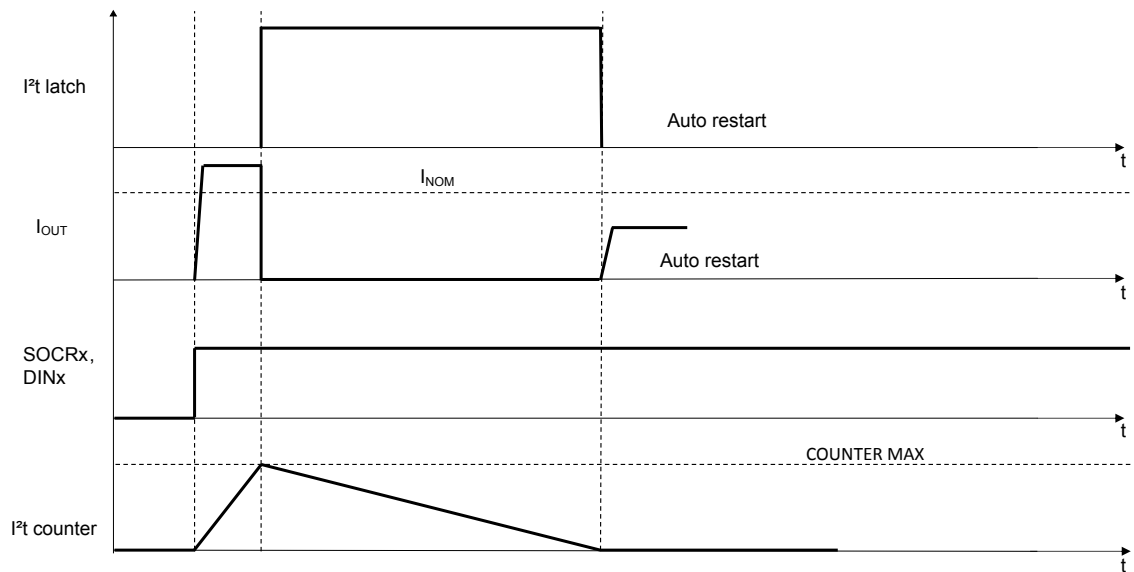 I²t latch
Auto restart
t
I_NOM
I_OUT
Auto restart
t
SOCRx,
DINx
t
COUNTER MAX
I²t counter
t